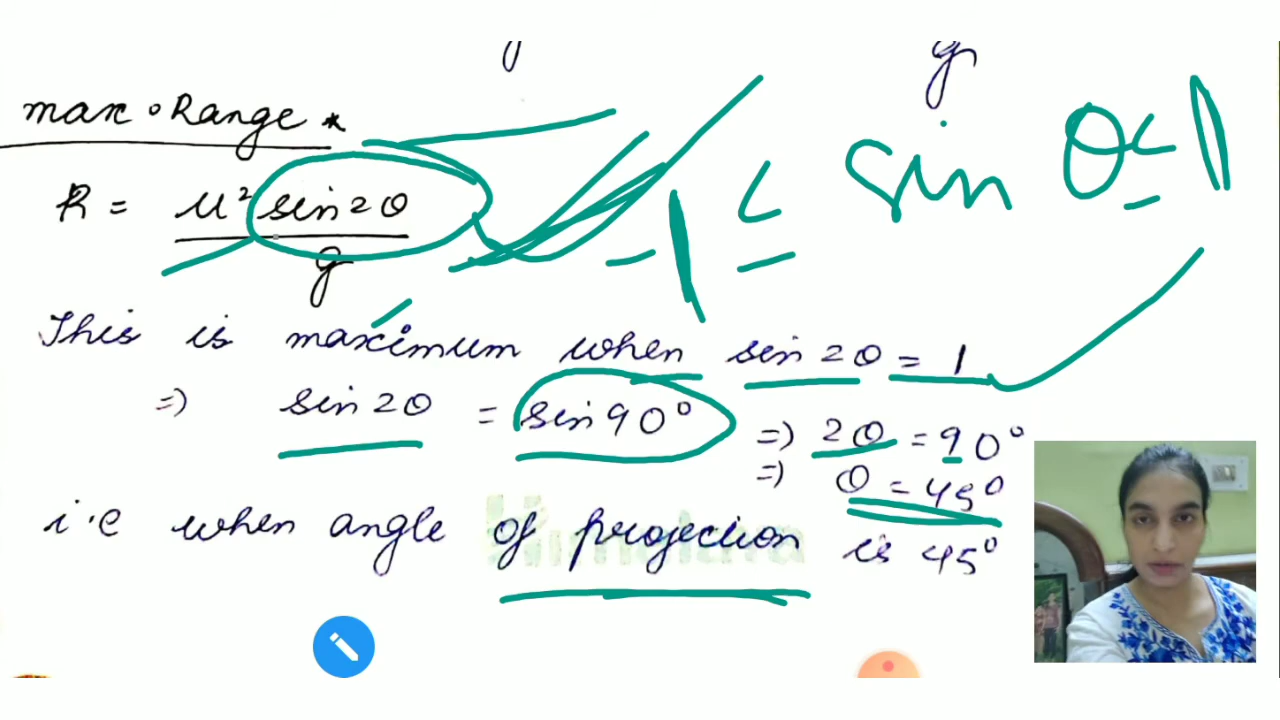 g
max. Range *
R = u² sin2θ
g
-1 ≤ sin θ ≤ 1
This is maximum when sin 2θ = 1
=) sin 2θ = sin 90° =) 2θ = 90°
=) θ = 45°
i.e when angle of projection is 45°